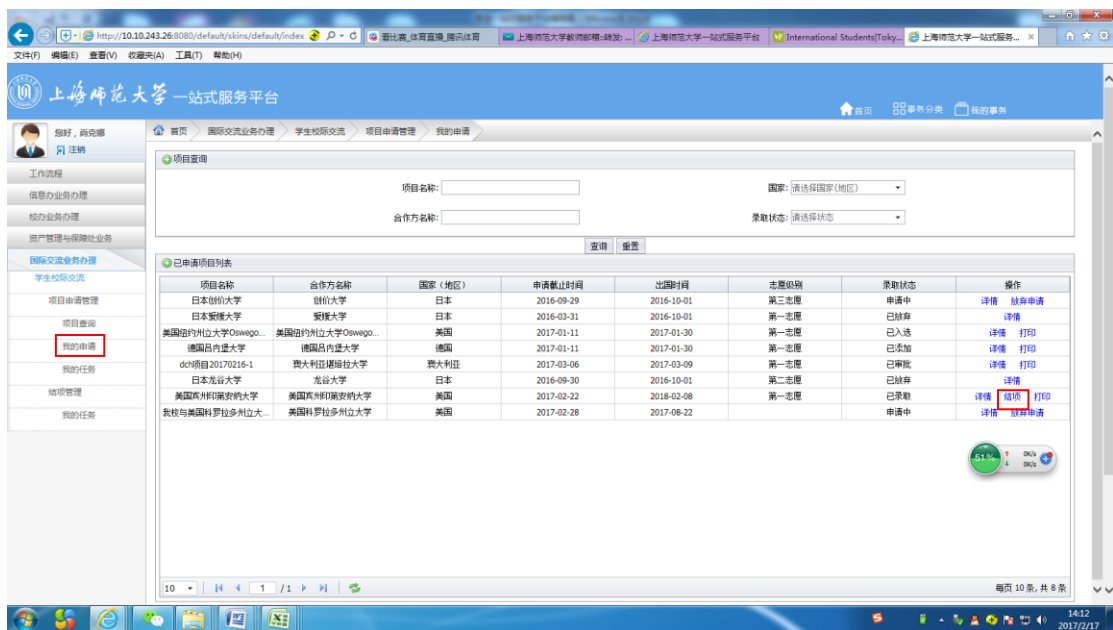 http://10.10.243.26:8080/default/skins/default/index
看比赛_体育直播_腾讯体育
上海师范大学教师邮箱:转发: ...
上海师范大学一站式服务平台
International Students|Toky...
上海师范大学一站式服务... ×
文件(F) 编辑(E) 查看(V) 收藏夹(A) 工具(T) 帮助(H)
上海师范大学 一站式服务平台
首页 事务分类 我的事务
您好，尚克娜
注销
首页 国际交流业务办理 学生校际交流 项目申请管理 我的申请
工作流程
信息办业务办理
校办业务办理
资产管理与保障处业务
国际交流业务办理
学生校际交流
项目申请管理
项目查询
我的申请
我的任务
结项管理
我的任务
项目查询
项目名称: 国家: 请选择国家(地区)
合作方名称: 录取状态: 请选择状态
查询 重置
已申请项目列表
项目名称 合作方名称 国家（地区） 申请截止时间 出国时间 志愿级别 录取状态 操作
日本创价大学 创价大学 日本 2016-09-29 2016-10-01 第三志愿 申请中 详情 放弃申请
日本爱媛大学 爱媛大学 日本 2016-03-31 2016-10-01 第一志愿 已放弃 详情
美国纽约州立大学Oswego... 美国纽约州立大学Oswego... 美国 2017-01-11 2017-01-30 第一志愿 已入选 详情 打印
德国吕内堡大学 德国吕内堡大学 德国 2017-01-11 2017-01-30 第一志愿 已添加 详情 打印
dch项目20170216-1 澳大利亚堪培拉大学 澳大利亚 2017-03-06 2017-03-09 第一志愿 已审批 详情 打印
日本龙谷大学 龙谷大学 日本 2016-09-30 2016-10-01 第二志愿 已放弃 详情
美国宾州印第安纳大学 美国宾州印第安纳大学 美国 2017-02-22 2018-02-08 第一志愿 已录取 详情 结项 打印
我校与美国科罗拉多州立大... 美国科罗拉多州立大学 美国 2017-02-28 2017-08-22 申请中 详情 放弃申请
51% 0K/s
0K/s
10 1 /1 每页 10 条, 共 8 条
14:12
2017/2/17